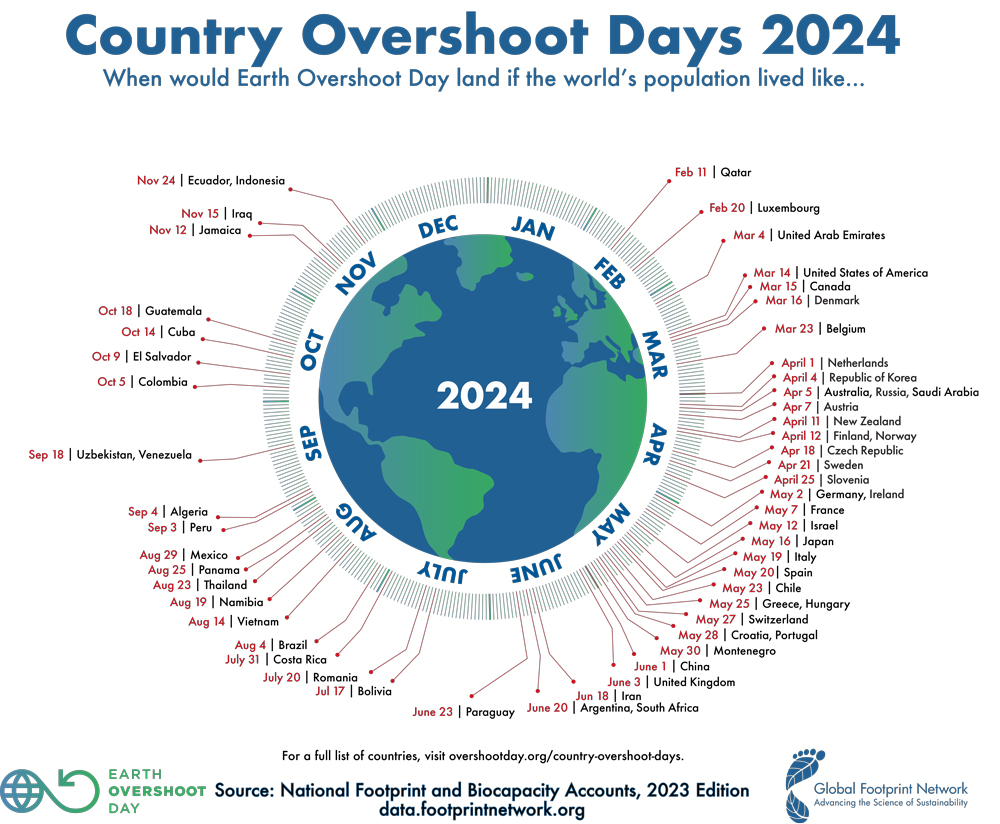 Country Overshoot Days 2024
When would Earth Overshoot Day land if the world's population lived like...
Feb 11 | Qatar
Feb 20 | Luxembourg
Mar 4 | United Arab Emirates
Mar 14 | United States of America
Mar 15 | Canada
Mar 16 | Denmark
Mar 23 | Belgium
April 1 | Netherlands
April 4 | Republic of Korea
Apr 5 | Australia, Russia, Saudi Arabia
Apr 7 | Austria
April 11 | New Zealand
April 12 | Finland, Norway
Apr 18 | Czech Republic
Apr 21 | Sweden
April 25 | Slovenia
May 2 | Germany, Ireland
May 7 | France
May 12 | Israel
May 16 | Japan
May 19 | Italy
May 20| Spain
May 23 | Chile
May 25 | Greece, Hungary
May 27 | Switzerland
May 28 | Croatia, Portugal
May 30 | Montenegro
June 1 | China
June 3 | United Kingdom
Jun 18 | Iran
June 20 | Argentina, South Africa
June 23 | Paraguay
Jul 17 | Bolivia
July 20 | Romania
July 31 | Costa Rica
Aug 4 | Brazil
Aug 14 | Vietnam
Aug 19 | Namibia
Aug 23 | Thailand
Aug 25 | Panama
Aug 29 | Mexico
Sep 3 | Peru
Sep 4 | Algeria
Sep 18 | Uzbekistan, Venezuela
Oct 5 | Colombia
Oct 9 | El Salvador
Oct 14 | Cuba
Oct 18 | Guatemala
Nov 12 | Jamaica
Nov 15 | Iraq
Nov 24 | Ecuador, Indonesia
JAN
FEB
MAR
APR
MAY
JUNE
JULY
AUG
SEP
OCT
NOV
DEC
2024
For a full list of countries, visit overshootday.org/country-overshoot-days.
EARTH
OVERSHOOT
DAY
Source: National Footprint and Biocapacity Accounts, 2023 Edition
data.footprintnetwork.org
Global Footprint Network
Advancing the Science of Sustainability